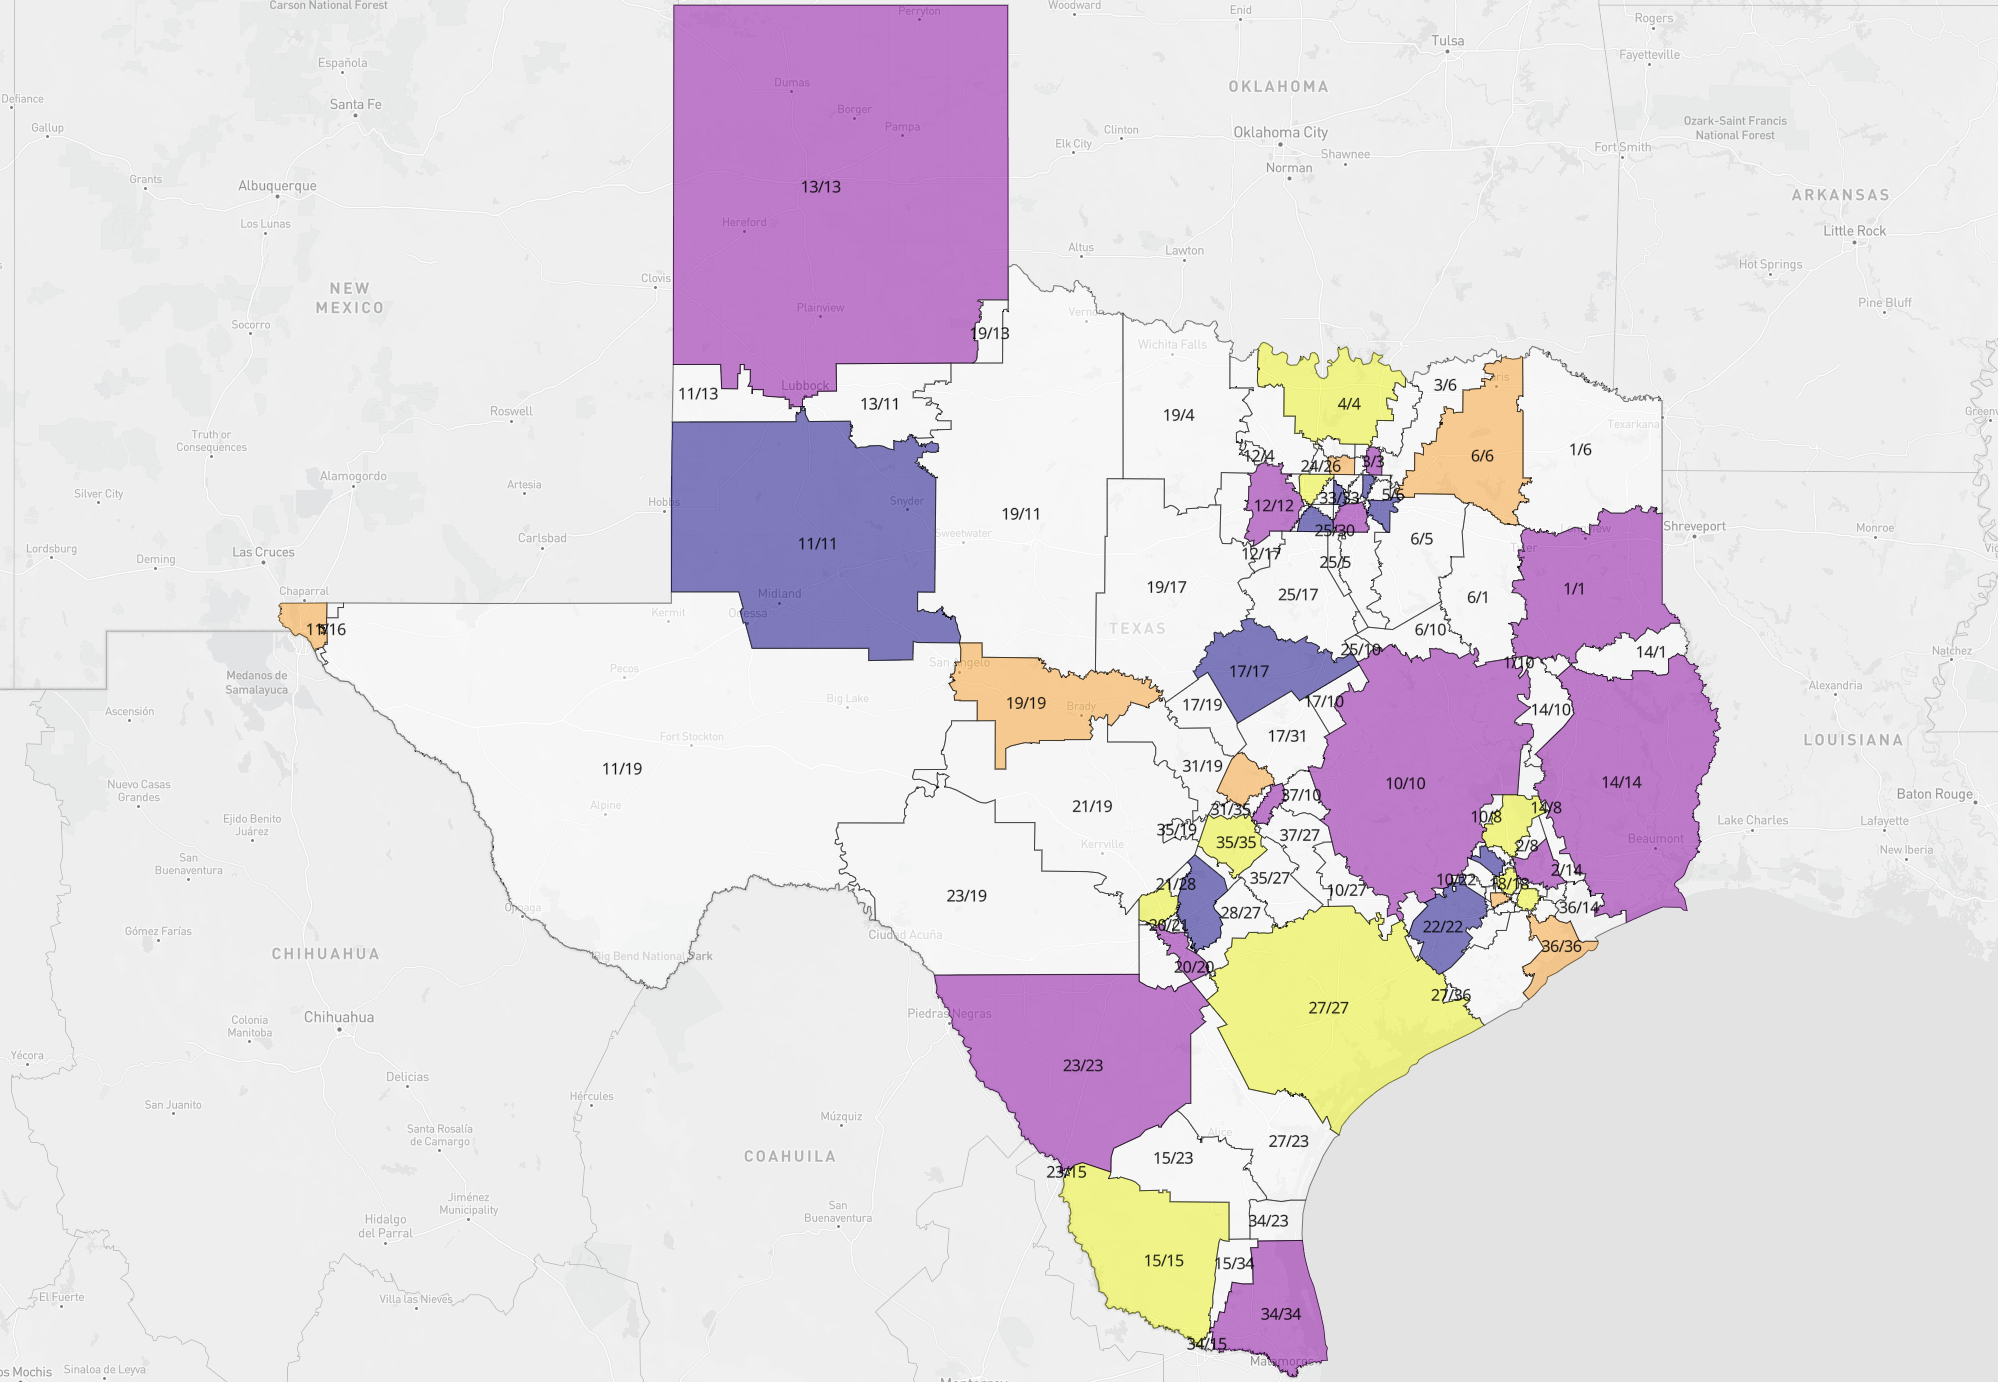 Carson National Forest
Perryton
Woodward
Enid
Rogers
Tulsa
Fayetteville
Española
Dumas
OKLAHOMA
Defiance
Santa Fe
Borger
Gallup
Pampa
Clinton
Elk City
Oklahoma City
Shawnee
Ozark-Saint Francis
National Forest
Fort Smith
Norman
Grants
Albuquerque
13/13
ARKANSAS
Los Lunas
Hereford
Altus
Lawton
Little Rock
Hot Springs
Clovis
NEW
MEXICO
Plainview
Vernon
Pine Bluff
Socorro
19/13
Wichita Falls
Lubbock
11/13
13/11
19/4
4/4
3/6
Roswell
Texarkana
Truth or
Consequences
12/4
24/26
3/3
6/6
1/6
Alamogordo
Artesia
Silver City
Hobbs
Snyder
19/11
12/12
25/30
Shreveport
Monroe
Sweetwater
Lordsburg
Deming
Las Cruces
Carlsbad
11/11
12/17
25/5
6/5
Chaparral
Midland
Odessa
Kermit
19/17
25/17
6/1
1/1
TEXAS
6/10
25/10
1/10
14/1
Natchez
Medanos de
Samalayuca
Pecos
San Angelo
17/17
Alexandria
Ascensión
Big Lake
19/19
Brady
17/19
17/10
14/10
Fort Stockton
17/31
LOUISIANA
11/19
31/19
Nuevo Casas
Grandes
Alpine
21/19
31/35
37/10
10/10
14/14
Baton Rouge
Ejido Benito
Juárez
35/19
37/27
10/8
14/8
Lake Charles
Lafayette
Kerrville
35/35
2/8
Beaumont
New Iberia
San
Buenaventura
23/19
21/28
35/27
10/27
18/18
2/14
Ojinaga
28/27
36/14
Gómez Farías
Ciudad Acuña
20/21
22/22
36/36
CHIHUAHUA
Big Bend National Park
20/20
27/36
Chihuahua
Colonia
Manitoba
Piedras Negras
27/27
Yécora
23/23
Delicias
Hércules
San Juanito
Múzquiz
Santa Rosalía
de Camargo
Alice
27/23
COAHUILA
15/23
23/15
Jiménez
Municipality
San
Buenaventura
Hidalgo
del Parral
34/23
15/15
15/34
El Fuerte
Villa las Nieves
34/34
34/15
Matamoros
Sinaloa de Leyva